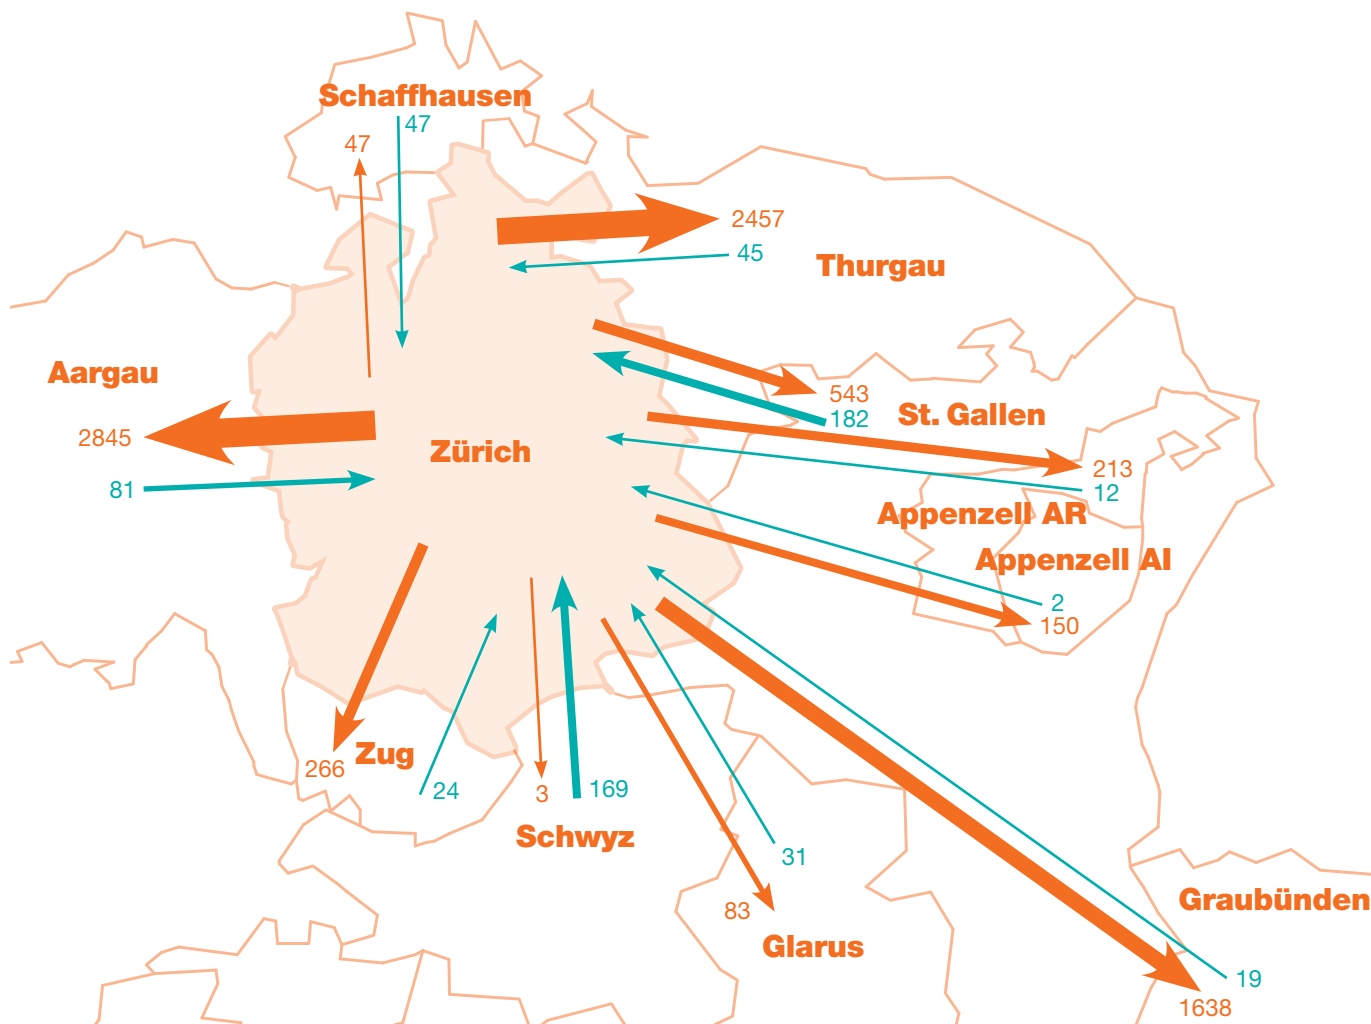 Schaffhausen
47
47
2457
45
Thurgau
Aargau
543
182
St. Gallen
2845
Zürich
213
81
12
Appenzell AR
Appenzell AI
2
150
Zug
266
24
3
169
Schwyz
31
83
Graubünden
Glarus
19
1638